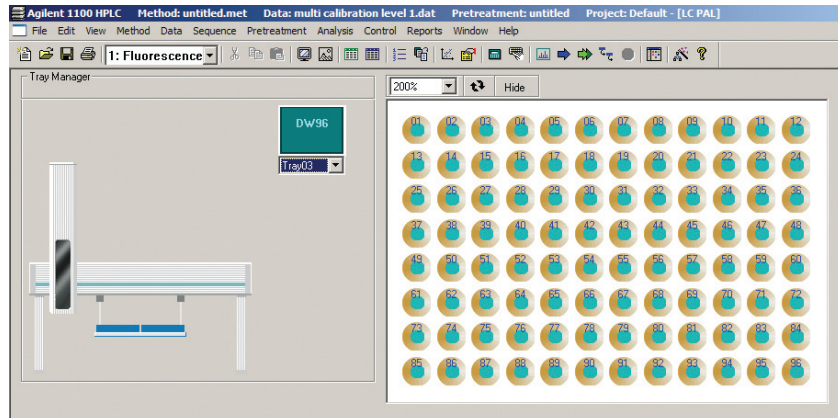 Agilent 1100 HPLC Method: untitled.met Data: multi calibration level 1.dat Pretreatment: untitled Project: Default - [LC PAL]
File Edit View Method Data Sequence Pretreatment Analysis Control Reports Window Help
1: Fluorescence
Tray Manager
200% Hide
DW96
Tray03
01 02 03 04 05 06 07 08 09 10 11 12
13 14 15 16 17 18 19 20 21 22 23 24
25 26 27 28 29 30 31 32 33 34 35 36
37 38 39 40 41 42 43 44 45 46 47 48
49 50 51 52 53 54 55 56 57 58 59 60
61 62 63 64 65 66 67 68 69 70 71 72
73 74 75 76 77 78 79 80 81 82 83 84
85 86 87 88 89 90 91 92 93 94 95 96